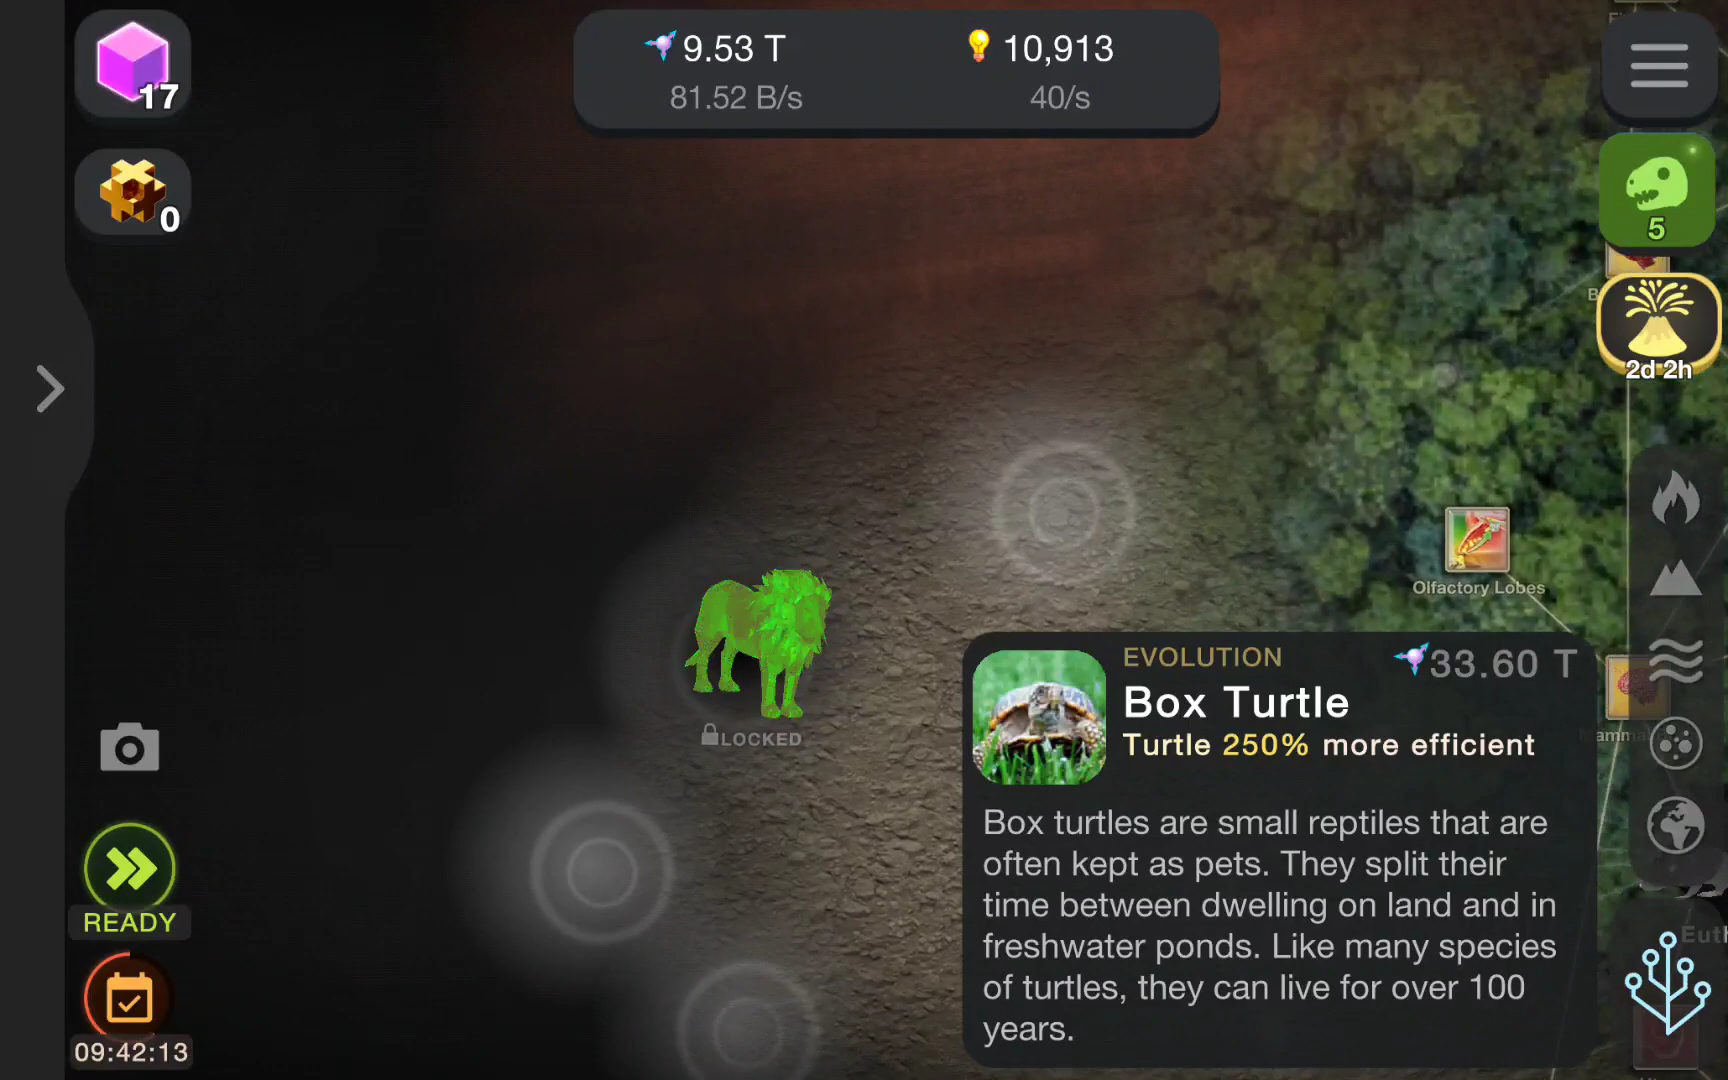 17
0
9.53 T
10,913
81.52 B/s
40/s
5
2d 2h
Olfactory Lobes
LOCKED
EVOLUTION
33.60 T
Box Turtle
Turtle 250% more efficient
Box turtles are small reptiles that are
often kept as pets. They split their
time between dwelling on land and in
freshwater ponds. Like many species
of turtles, they can live for over 100
years.
READY
09:42:13